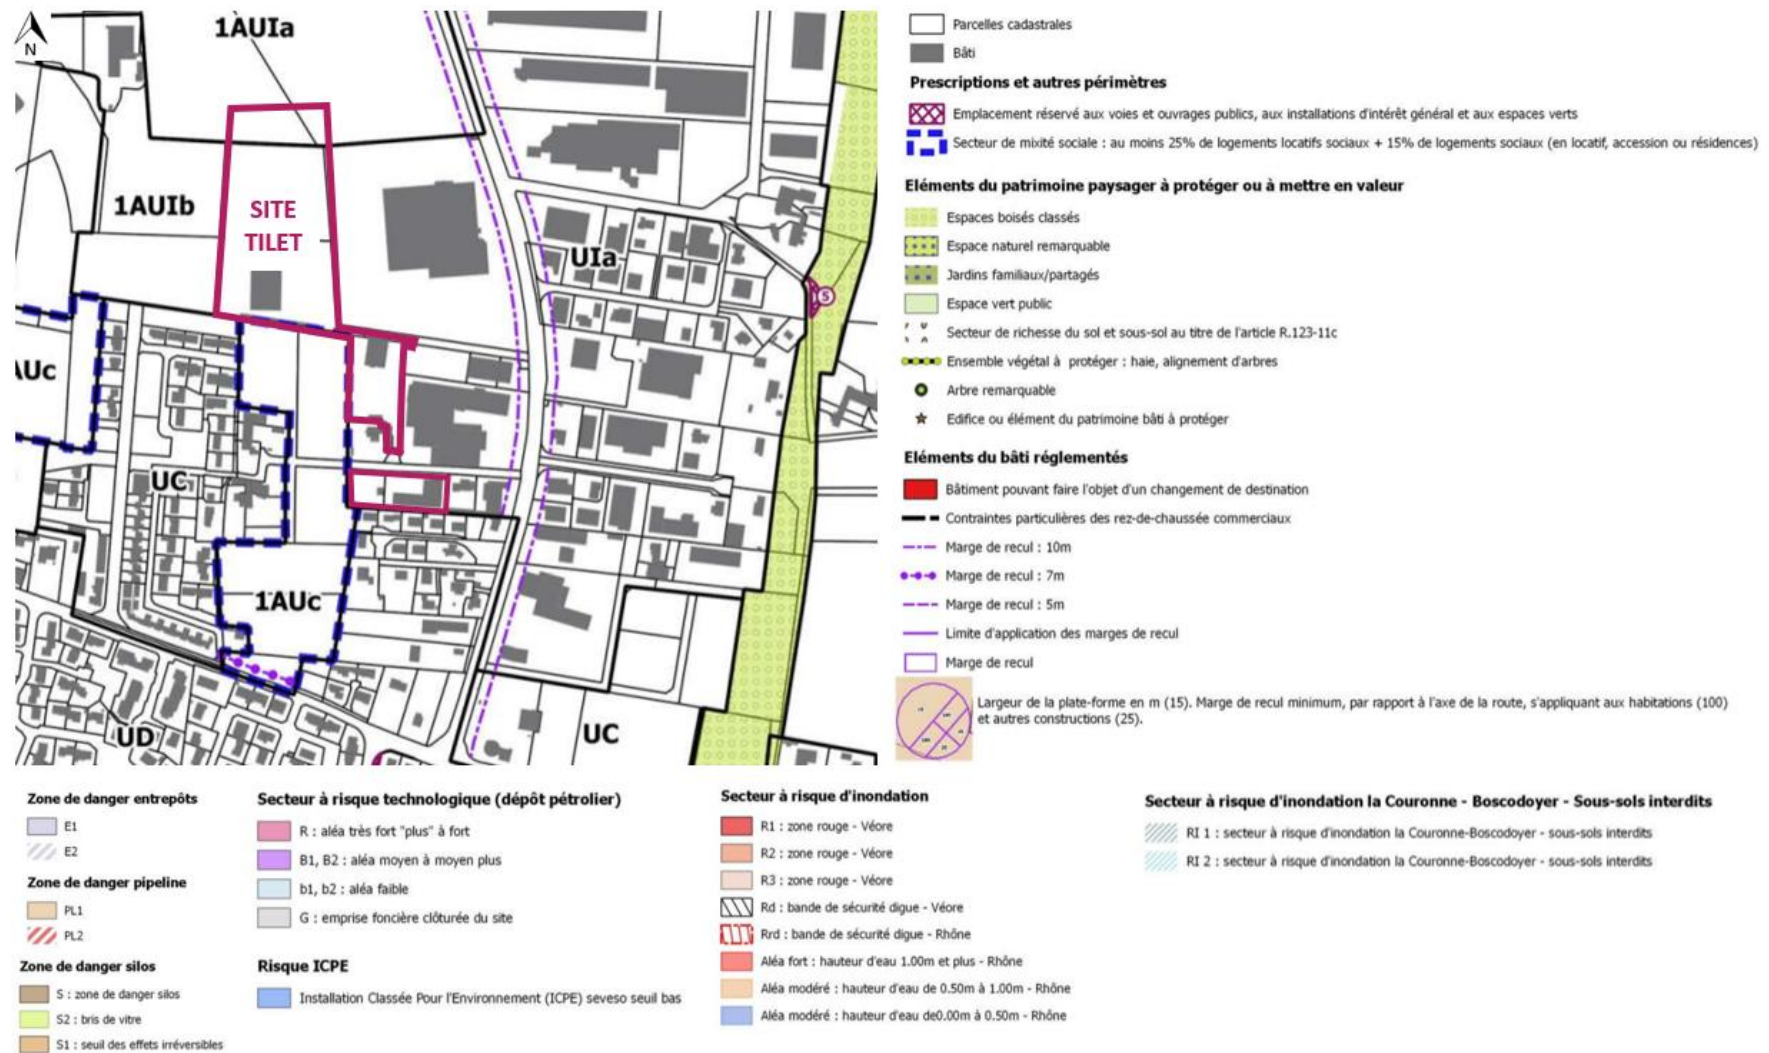 N
1AUIa
1AUIb
SITE
TILET
UIa
5
AUc
UC
1AUc
UD
UC
Parcelles cadastrales
Bâti
Prescriptions et autres périmètres
Emplacement réservé aux voies et ouvrages publics, aux installations d'intérêt général et aux espaces verts
Secteur de mixité sociale : au moins 25% de logements locatifs sociaux + 15% de logements sociaux (en locatif, accession ou résidences)
Eléments du patrimoine paysager à protéger ou à mettre en valeur
Espaces boisés classés
Espace naturel remarquable
Jardins familiaux/partagés
Espace vert public
Secteur de richesse du sol et sous-sol au titre de l'article R.123-11c
Ensemble végétal à protéger : haie, alignement d'arbres
Arbre remarquable
Edifice ou élément du patrimoine bâti à protéger
Eléments du bâti réglementés
Bâtiment pouvant faire l'objet d'un changement de destination
Contraintes particulières des rez-de-chaussée commerciaux
Marge de recul : 10m
Marge de recul : 7m
Marge de recul : 5m
Limite d'application des marges de recul
Marge de recul
Largeur de la plate-forme en m (15). Marge de recul minimum, par rapport à l'axe de la route, s'appliquant aux habitations (100)
et autres constructions (25).
Zone de danger entrepôts
E1
E2
Zone de danger pipeline
PL1
PL2
Zone de danger silos
S : zone de danger silos
S2 : bris de vitre
S1 : seuil des effets irréversibles
Secteur à risque technologique (dépôt pétrolier)
R : aléa très fort "plus" à fort
B1, B2 : aléa moyen à moyen plus
b1, b2 : aléa faible
G : emprise foncière clôturée du site
Risque ICPE
Installation Classée Pour l'Environnement (ICPE) seveso seuil bas
Secteur à risque d'inondation
R1 : zone rouge - Véore
R2 : zone rouge - Véore
R3 : zone rouge - Véore
Rd : bande de sécurité digue - Véore
Rrd : bande de sécurité digue - Rhône
Aléa fort : hauteur d'eau 1.00m et plus - Rhône
Aléa modéré : hauteur d'eau de 0.50m à 1.00m - Rhône
Aléa modéré : hauteur d'eau de0.00m à 0.50m - Rhône
Secteur à risque d'inondation la Couronne - Boscodoyer - Sous-sols interdits
RI 1 : secteur à risque d'inondation la Couronne-Boscodoyer - sous-sols interdits
RI 2 : secteur à risque d'inondation la Couronne-Boscodoyer - sous-sols interdits